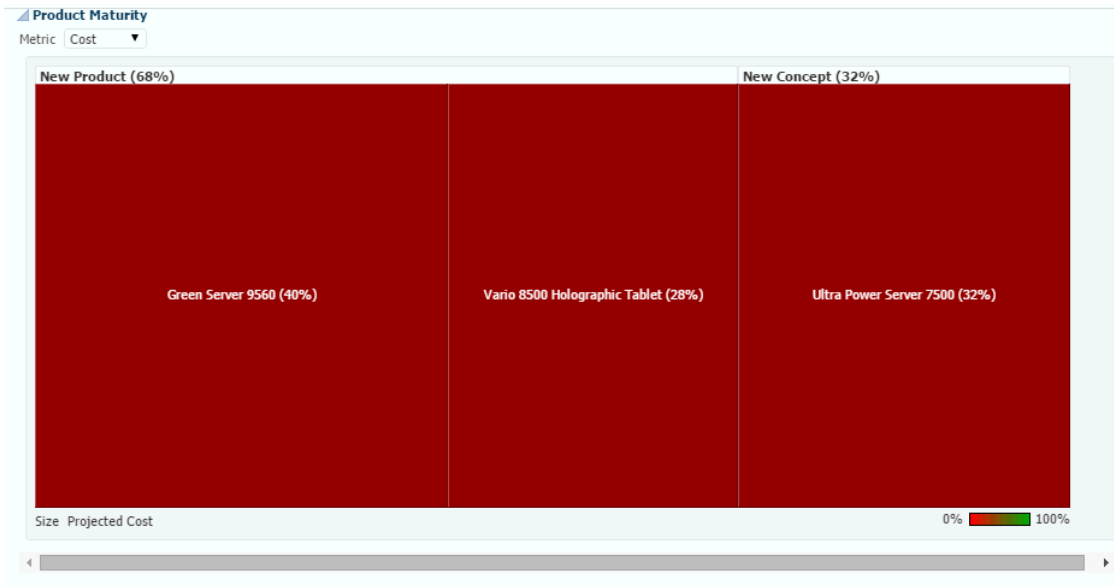 Product Maturity
Metric Cost
New Product (68%) New Concept (32%)
Green Server 9560 (40%) Vario 8500 Holographic Tablet (28%) Ultra Power Server 7500 (32%)
Size Projected Cost 0% 100%